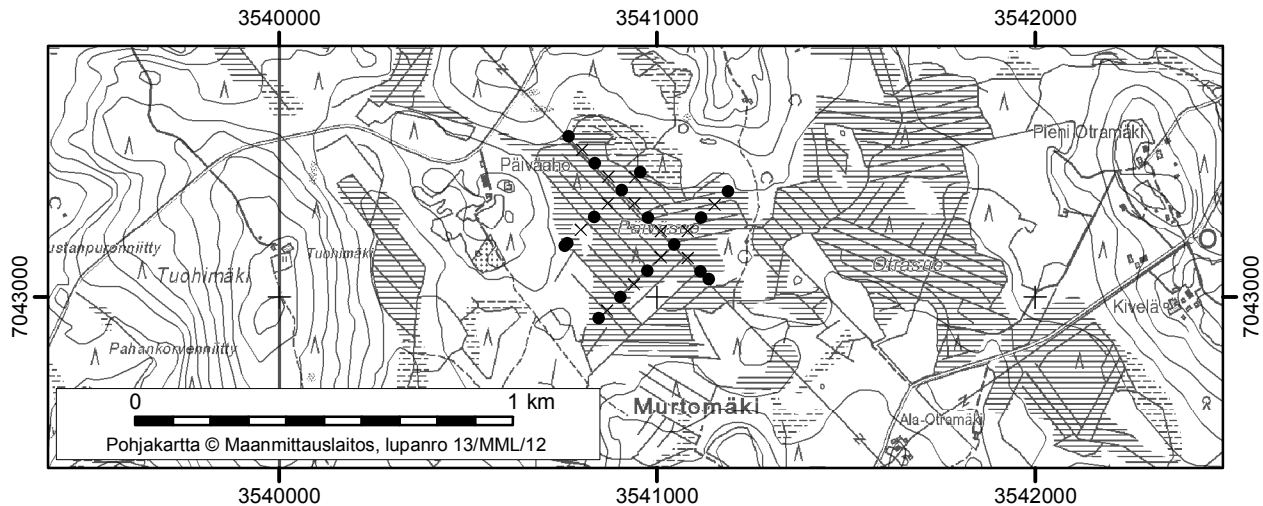 3540000
3541000
3542000
Pieni Otramäki
Päiväaho
Päiväsuo
ustanpuronniitty
Tuohimäki
Tuohimäki
Otrasuo
7043000
7043000
O
Kivelä
Pahankorvenniitty
0
1 km
Murtomäki
Ala-Otramäki
Pohjakartta © Maanmittauslaitos, lupanro 13/MML/12
3540000
3541000
3542000